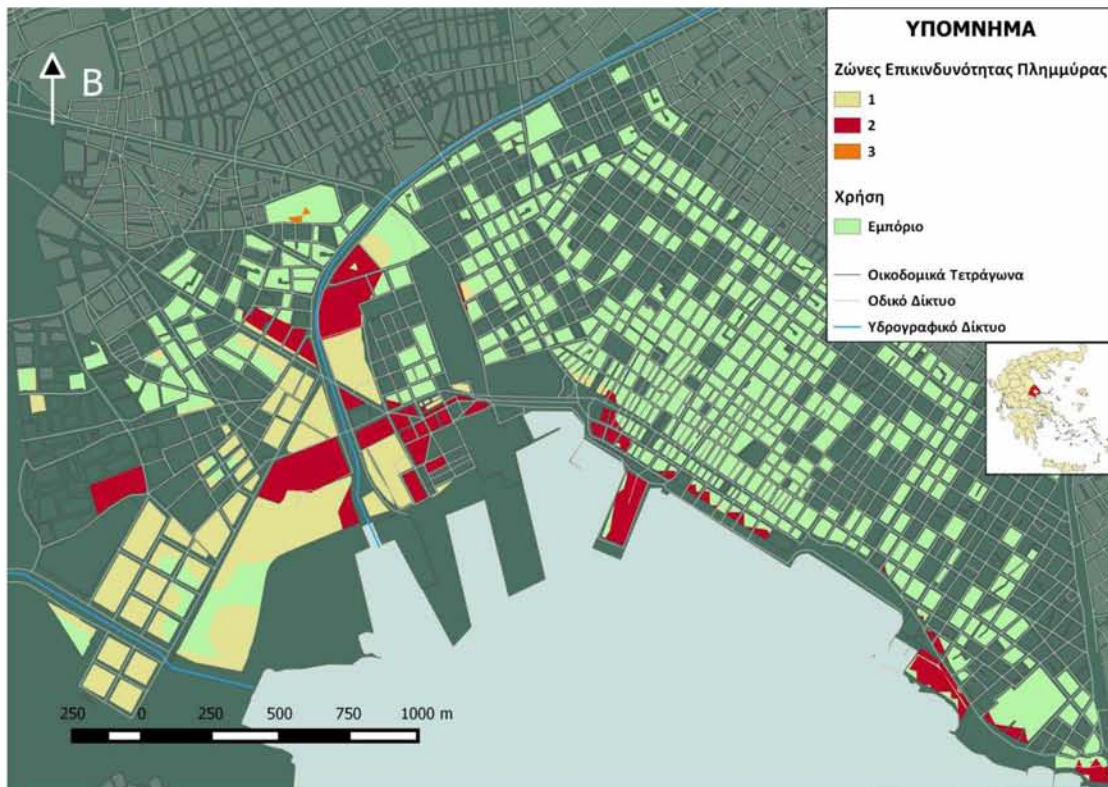 ΥΠΟΜΝΗΜΑ
Ζώνες Επικινδυνότητας Πλημμύρας
1
2
3
Χρήση
Εμπόριο
Οικοδομικά Τετράγωνα
Οδικό Δίκτυο
Υδρογραφικό Δίκτυο
Β
250 0 250 500 750 1000 m